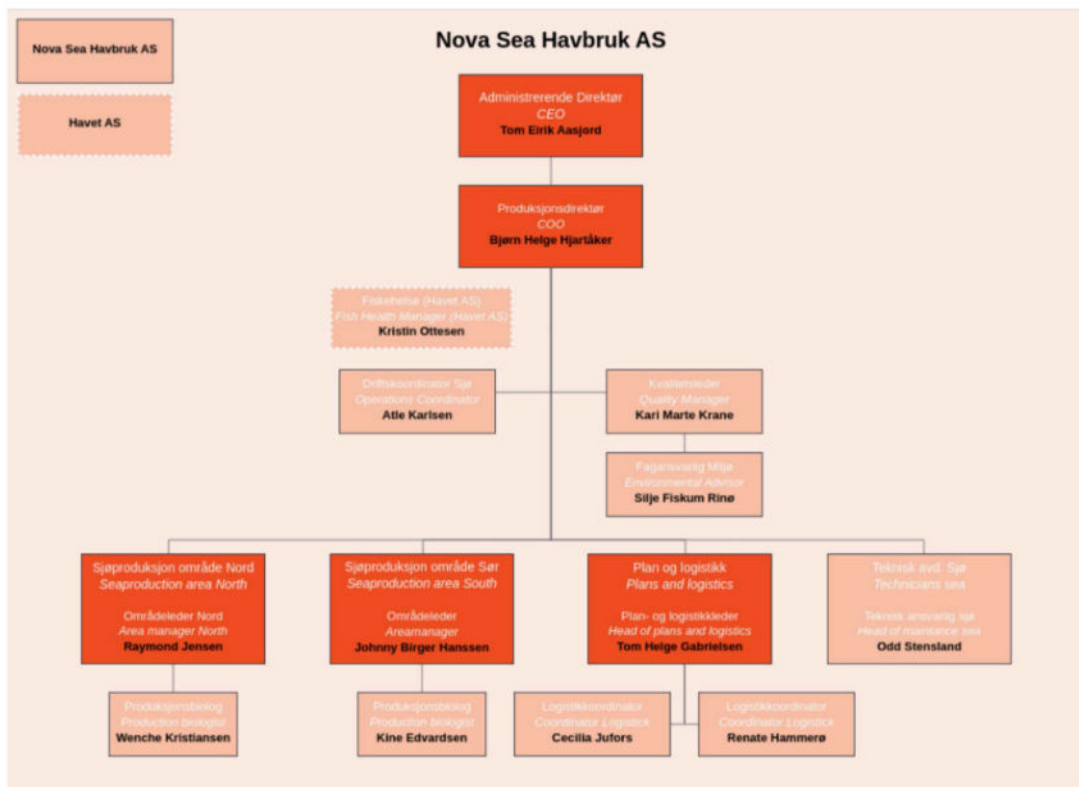 Nova Sea Havbruk AS
Nova Sea Havbruk AS
Havet AS
Administrerende Direktør
CEO
Tom Eirik Aasjord
Produksjonsdirektør
COO
Bjørn Helge Hjartåker
Fiskehelse (Havet AS)
Fish Health Manager (Havet AS)
Kristin Ottesen
Driftskoordinator Sjø
Operations Coordinator
Atle Karlsen
Kvalitetsleder
Quality Manager
Kari Marte Krane
Fagansvarlig Miljø
Environmental Advisor
Silje Fiskum Rinø
Sjøproduksjon område Nord
Seaproduction area North
Områdeleder Nord
Area manager North
Raymond Jensen
Sjøproduksjon område Sør
Seaproduction area South
Områdeleder
Areamanager
Johnny Birger Hanssen
Plan og logistikk
Plans and logistics
Plan- og logistikkleder
Head of plans and logistics
Tom Helge Gabrielsen
Teknisk avd. Sjø
Technicians sea
Teknisk ansvarlig sjø
Head of maintance sea
Odd Stensland
Produksjonsbiolog
Production biologist
Wenche Kristiansen
Produksjonsbiolog
Production biologist
Kine Edvardsen
Logistikkoordinator
Coordinator Logistick
Cecilia Jufors
Logistikkoordinator
Coordinator Logistick
Renate Hammerø